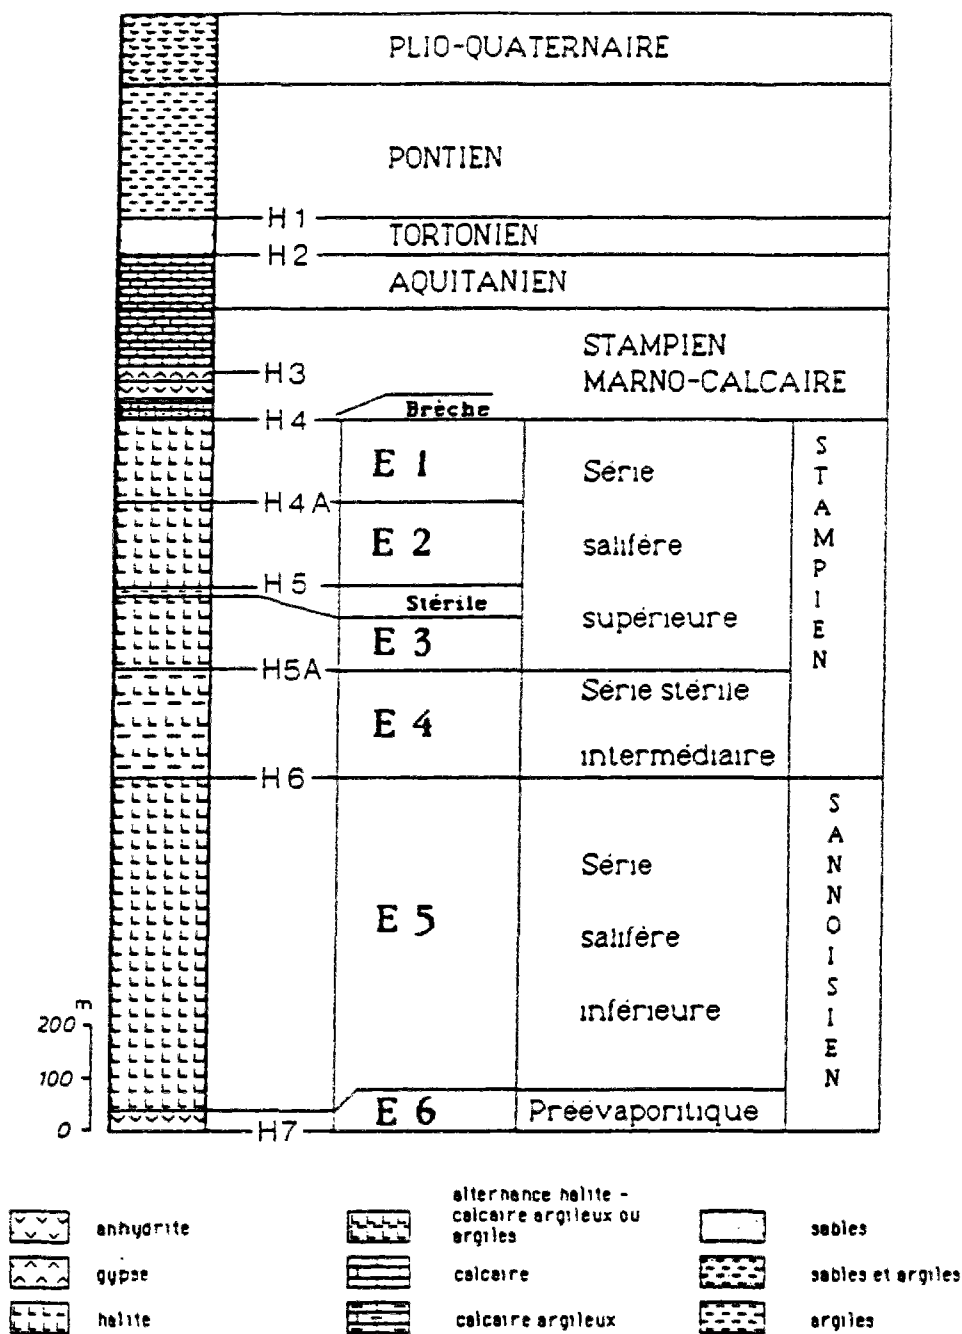 PLIO-QUATERNAIRE
PONTIEN
H1
TORTONIEN
H2
AQUITANIEN
STAMPIEN
MARNO-CALCAIRE
H3
Brèche
H4
E 1
Série
H4A
E 2
salifère
H5
Stérile
supérieure
E 3
STAMPIEN
H5A
Série stérile
E 4
intermédiaire
H6
Série
E 5
salifère
inférieure
SANNOISIEN
m
200
100
0
E 6
Préévaporitique
H7
anhydrite
gypse
halite
alternance halite -
calcaire argileux ou
argiles
calcaire
calcaire argileux
sables
sables et argiles
argiles